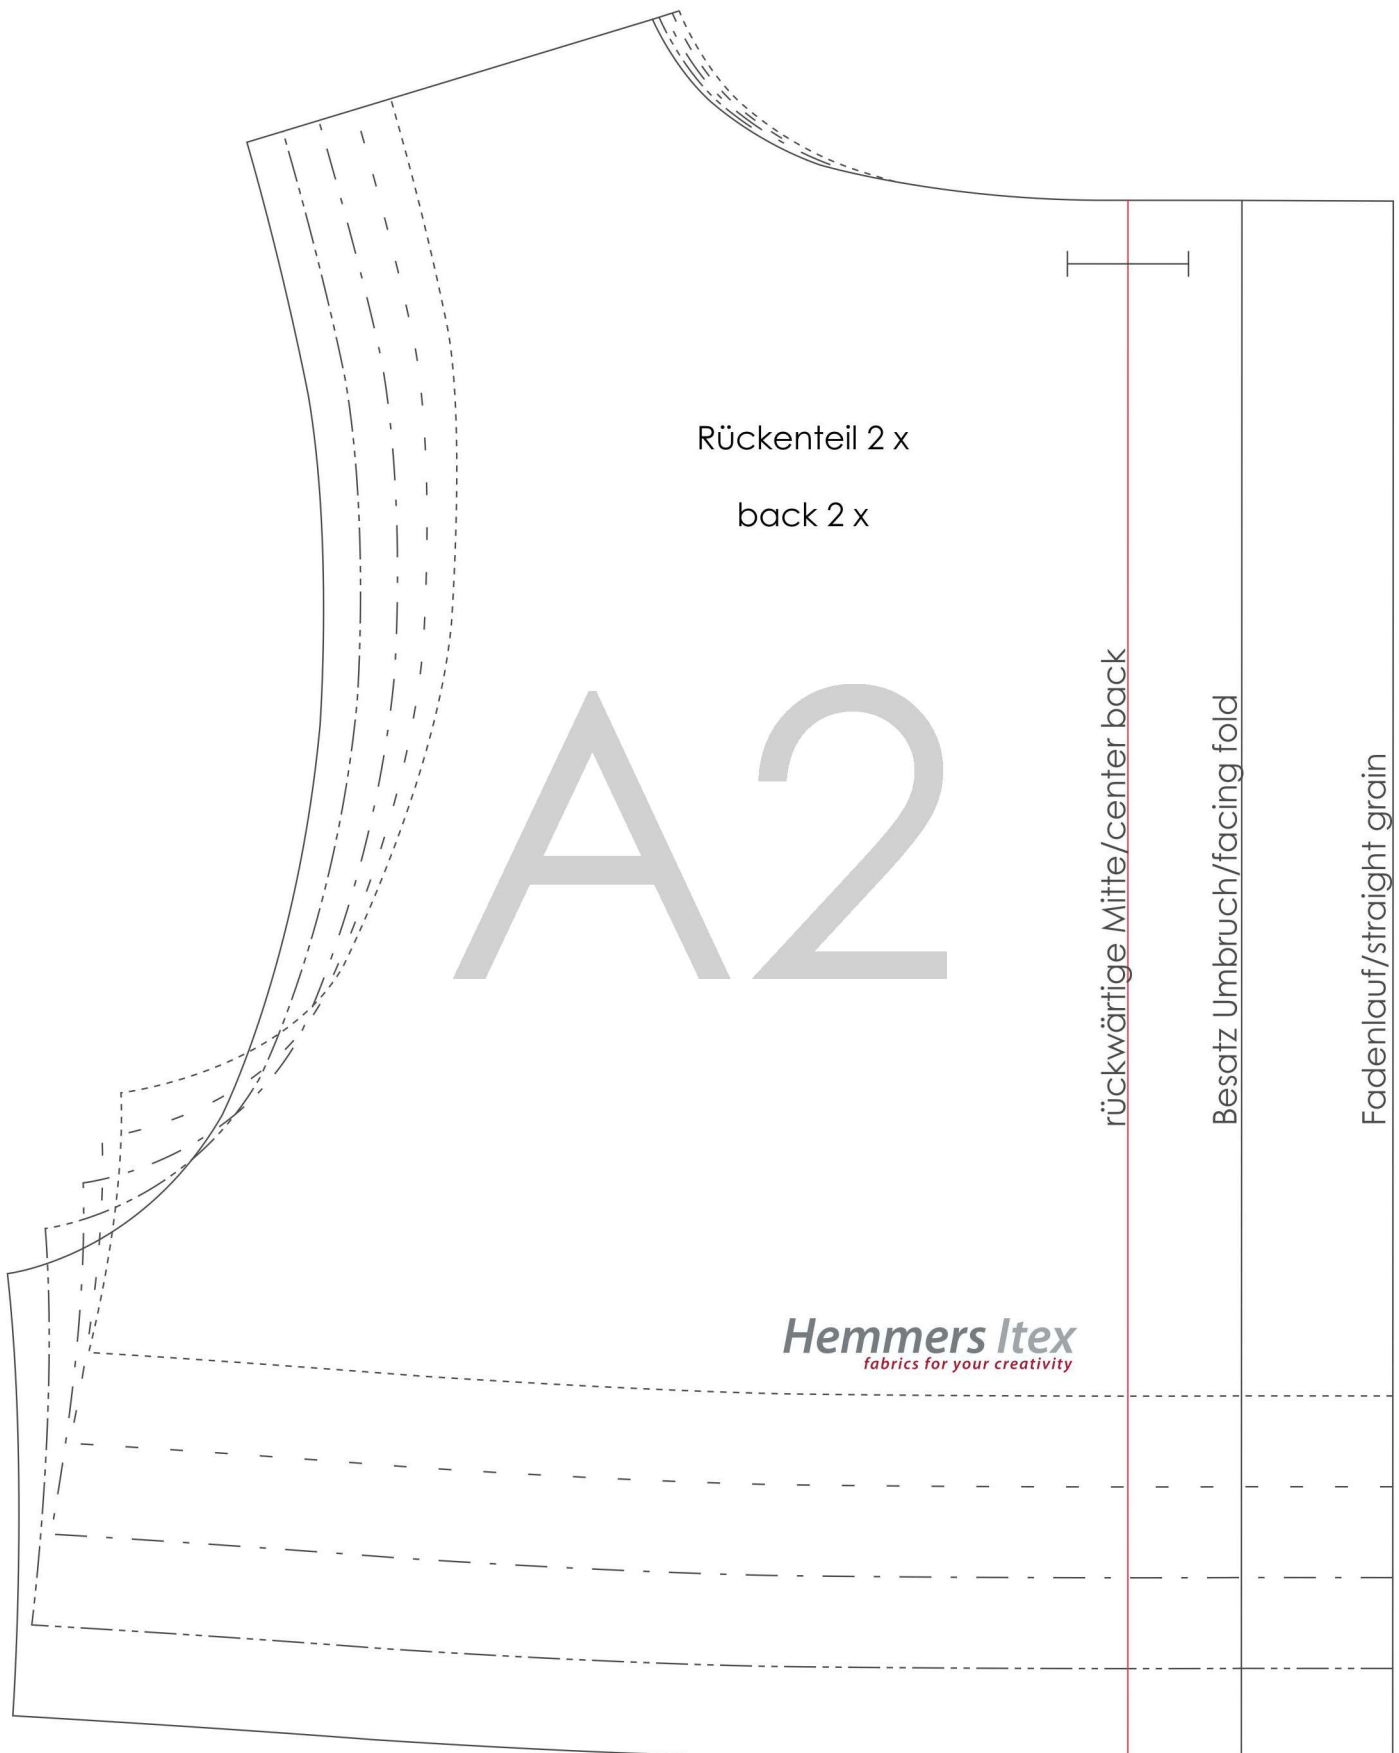 Rückenteil 2 x
back 2 x
A2
rückwärtige Mitte/center back
Besatz Umbruch/facing fold
Fadenlauf/straight grain
Hemmers Itex
fabrics for your creativity